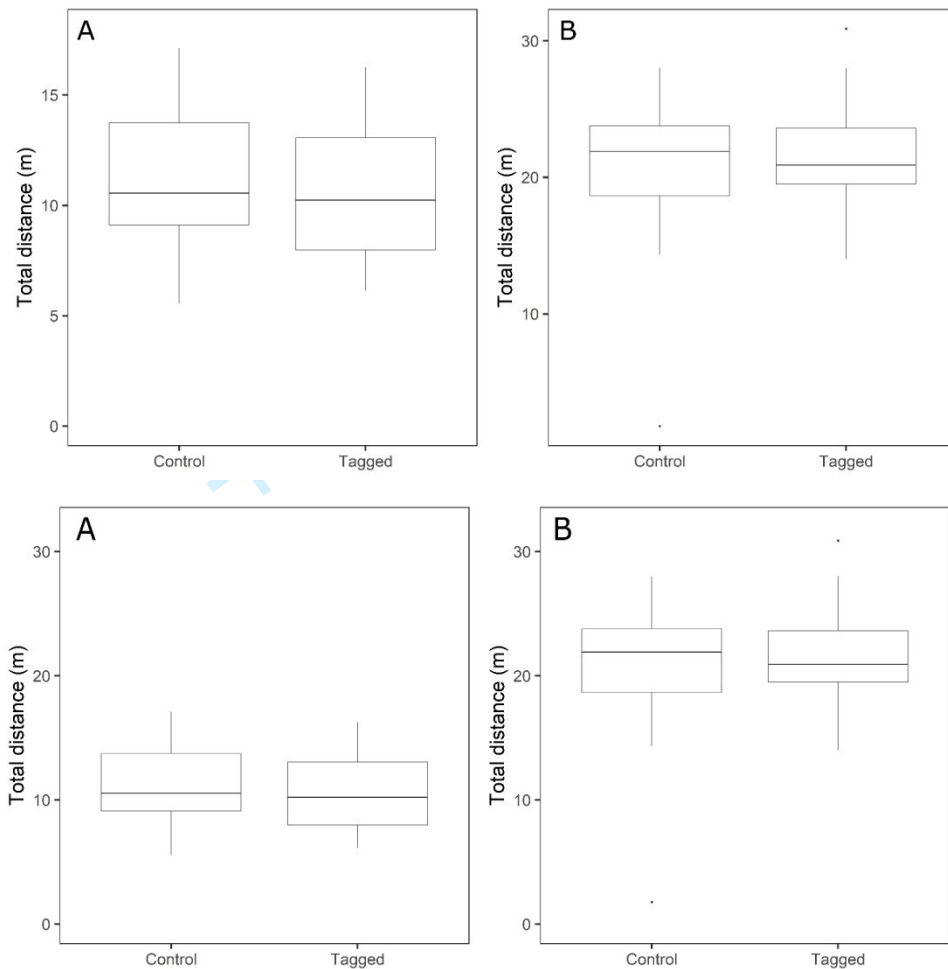 A
Total distance (m)
15
10
5
0
Control Tagged
B
Total distance (m)
30
20
10
Control Tagged
A
Total distance (m)
30
20
10
0
Control Tagged
B
Total distance (m)
30
20
10
0
Control Tagged